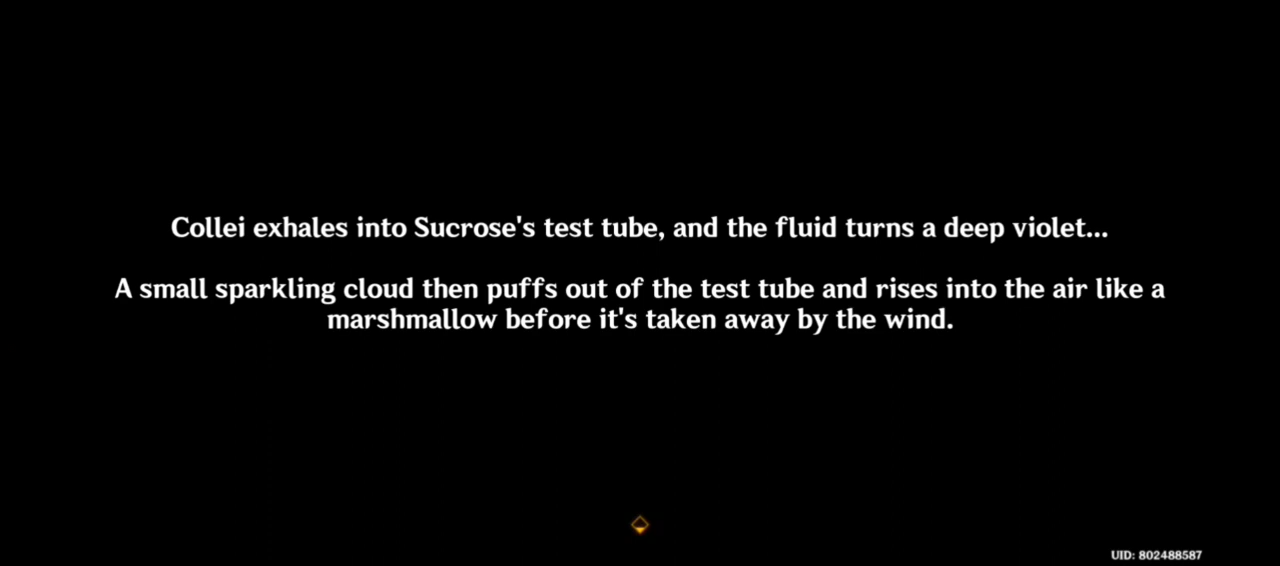 Collei exhales into Sucrose's test tube, and the fluid turns a deep violet...
A small sparkling cloud then puffs out of the test tube and rises into the air like a
marshmallow before it's taken away by the wind.
UID: 802488587